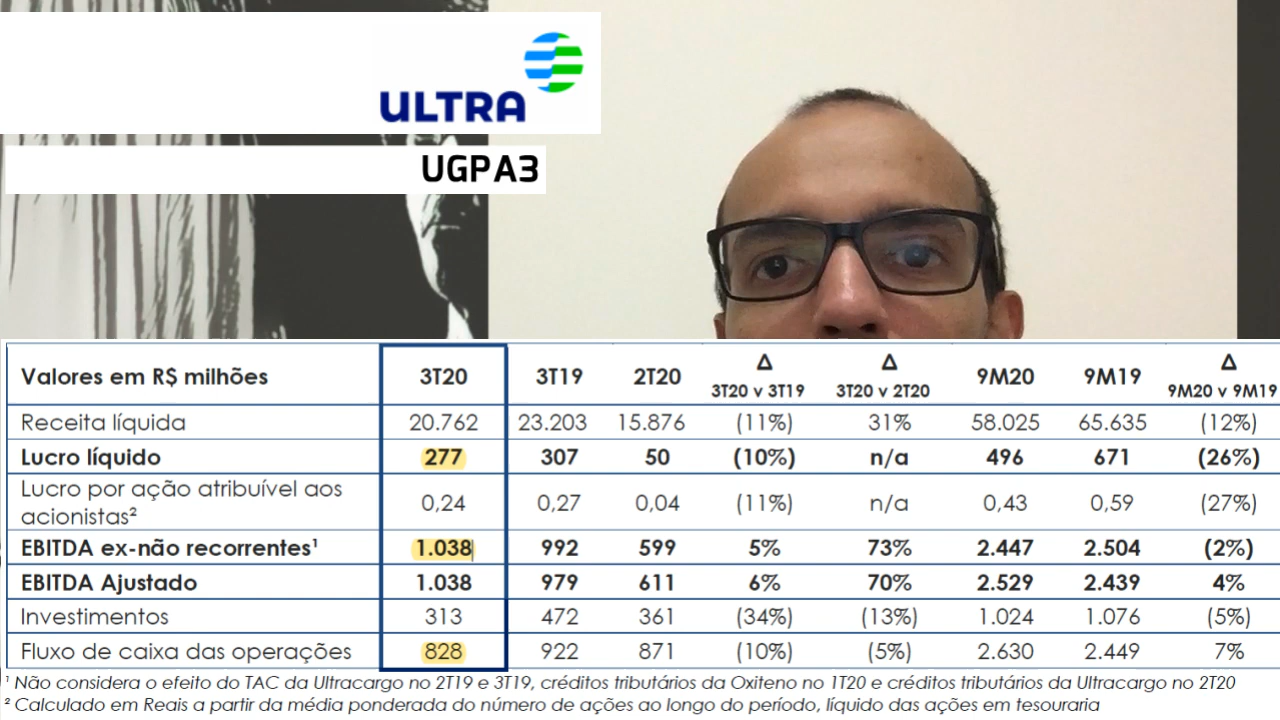 ULTRA
UGPA3
Valores em R$ milhões 3T20 3T19 2T20 Δ 3T20 v 3T19 Δ 3T20 v 2T20 9M20 9M19 Δ 9M20 v 9M19
Receita líquida 20.762 23.203 15.876 (11%) 31% 58.025 65.635 (12%)
Lucro líquido 277 307 50 (10%) n/a 496 671 (26%)
Lucro por ação atribuível aos
acionistas² 0,24 0,27 0,04 (11%) n/a 0,43 0,59 (27%)
EBITDA ex-não recorrentes¹ 1.038 992 599 5% 73% 2.447 2.504 (2%)
EBITDA Ajustado 1.038 979 611 6% 70% 2.529 2.439 4%
Investimentos 313 472 361 (34%) (13%) 1.024 1.076 (5%)
Fluxo de caixa das operações 828 922 871 (10%) (5%) 2.630 2.449 7%
¹ Não considera o efeito do TAC da Ultracargo no 2T19 e 3T19, créditos tributários da Oxiteno no 1T20 e créditos tributários da Ultracargo no 2T20
² Calculado em Reais a partir da média ponderada do número de ações ao longo do período, líquido das ações em tesouraria